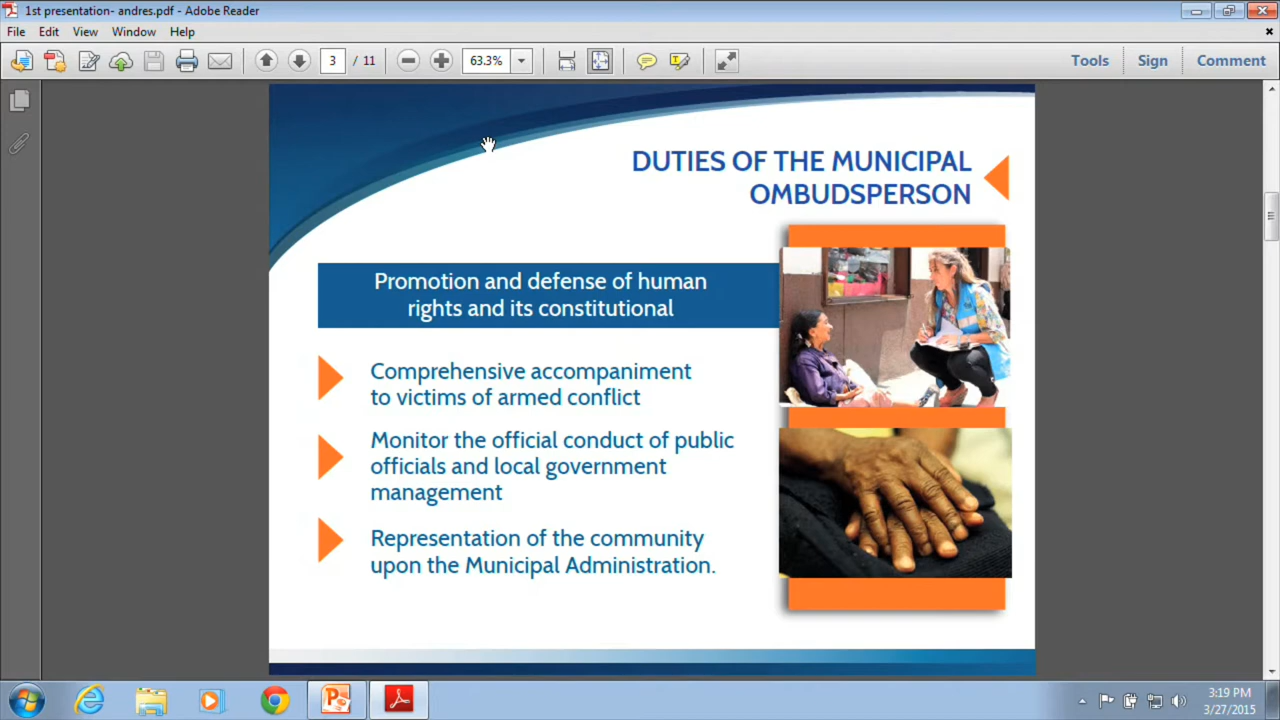 1st presentation- andres.pdf - Adobe Reader
File Edit View Window Help
3 / 11 63.3% Tools Sign Comment
DUTIES OF THE MUNICIPAL
OMBUDSPERSON
Promotion and defense of human
rights and its constitutional
Comprehensive accompaniment
to victims of armed conflict
Monitor the official conduct of public
officials and local government
management
Representation of the community
upon the Municipal Administration.
3:19 PM
3/27/2015